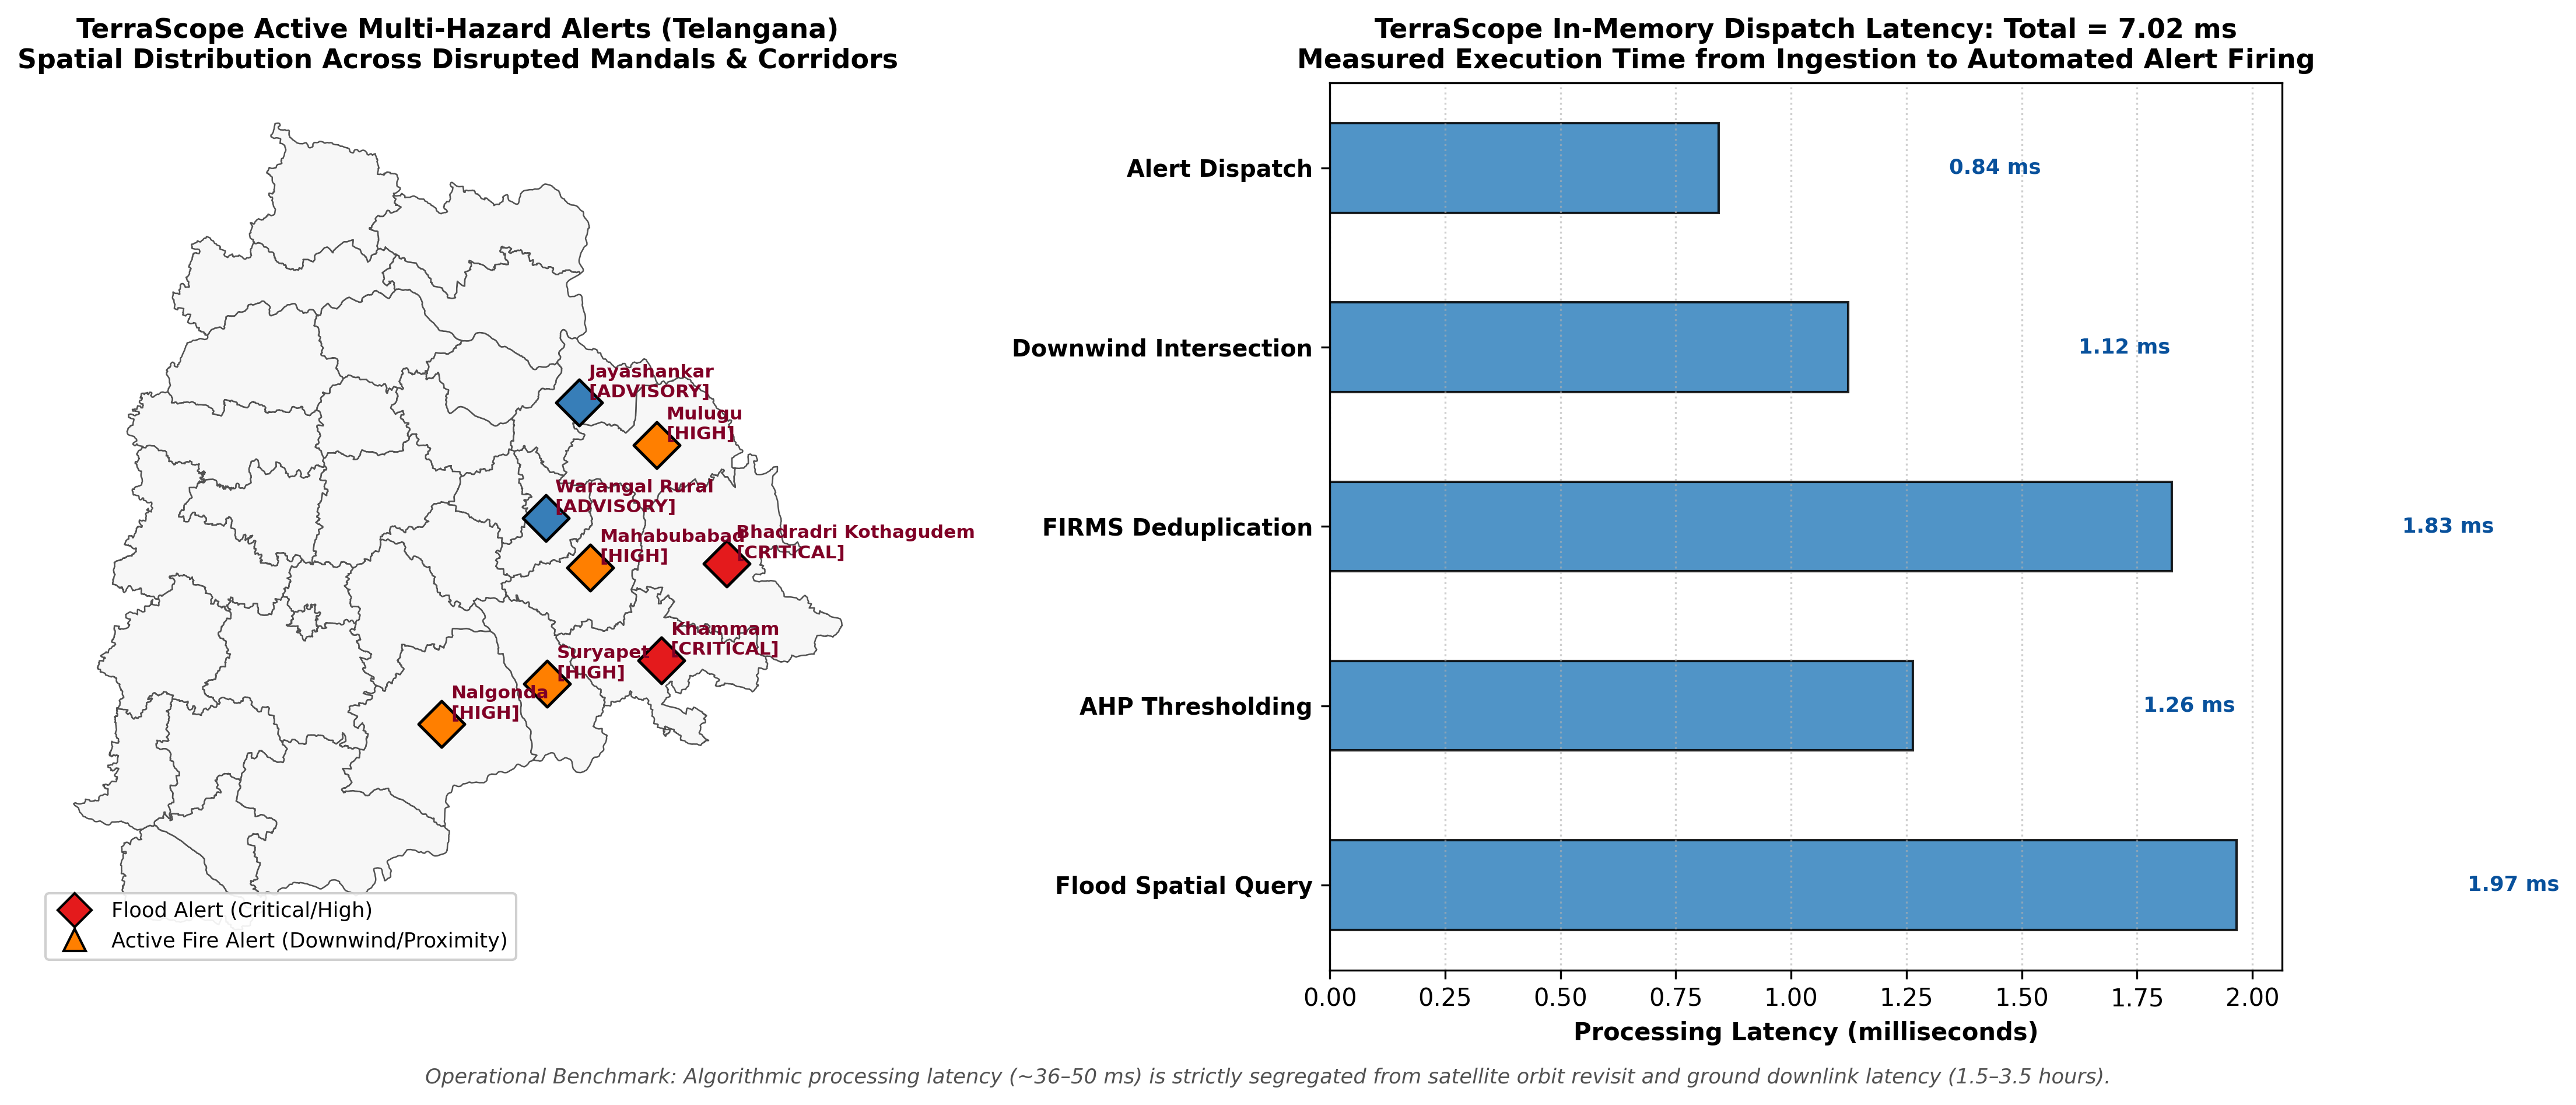 TerraScope Active Multi-Hazard Alerts (Telangana)
Spatial Distribution Across Disrupted Mandals & Corridors
Jayashankar
[ADVISORY]
Mulugu
[HIGH]
Warangal Rural
[ADVISORY]
Mahabubabad
[HIGH]
Bhadradri Kothagudem
[CRITICAL]
Khammam
[CRITICAL]
Suryapet
[HIGH]
Nalgonda
[HIGH]
Flood Alert (Critical/High)
Active Fire Alert (Downwind/Proximity)
TerraScope In-Memory Dispatch Latency: Total = 7.02 ms
Measured Execution Time from Ingestion to Automated Alert Firing
Alert Dispatch
0.84 ms
Downwind Intersection
1.12 ms
FIRMS Deduplication
1.83 ms
AHP Thresholding
1.26 ms
Flood Spatial Query
1.97 ms
0.00 0.25 0.50 0.75 1.00 1.25 1.50 1.75 2.00
Processing Latency (milliseconds)
Operational Benchmark: Algorithmic processing latency (~36–50 ms) is strictly segregated from satellite orbit revisit and ground downlink latency (1.5–3.5 hours).